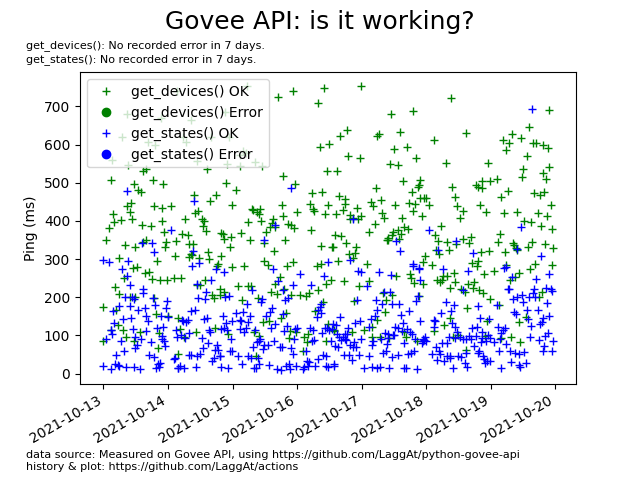 Govee API: is it working?
get_devices(): No recorded error in 7 days.
get_states(): No recorded error in 7 days.
get_devices() OK
get_devices() Error
get_states() OK
get_states() Error
Ping (ms)
700
600
500
400
300
200
100
0
2021-10-13
2021-10-14
2021-10-15
2021-10-16
2021-10-17
2021-10-18
2021-10-19
2021-10-20
data source: Measured on Govee API, using https://github.com/LaggAt/python-govee-api
history & plot: https://github.com/LaggAt/actions